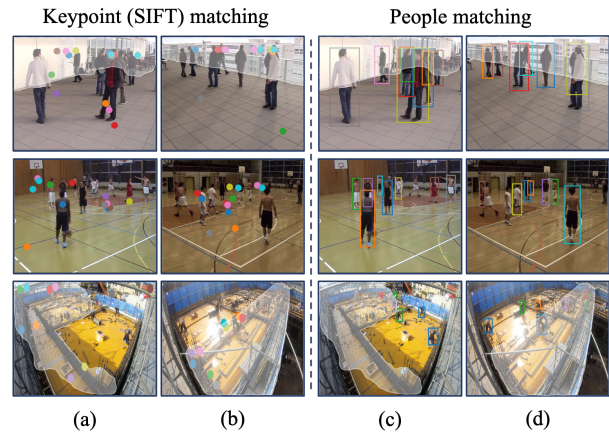 Keypoint (SIFT) matching
People matching
(a)
(b)
(c)
(d)